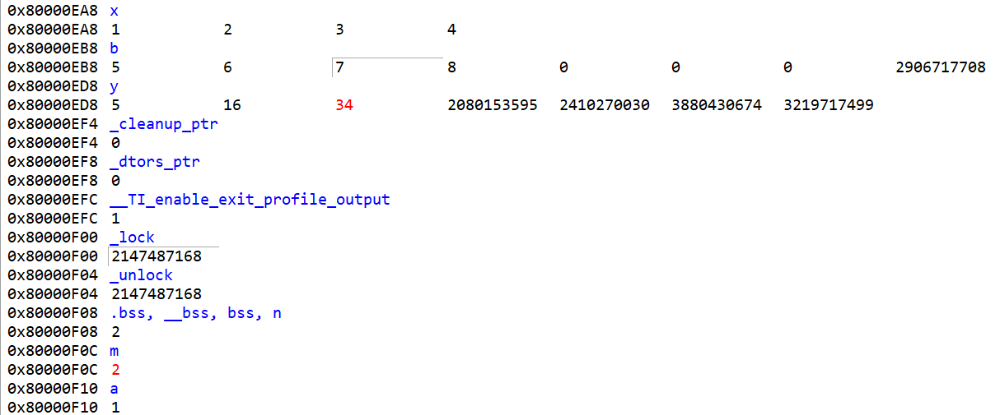 0x80000EA8 x
0x80000EA8 1 2 3 4
0x80000EB8 b
0x80000EB8 5 6 7 8 0 0 0 2906717708
0x80000ED8 y
0x80000ED8 5 16 34 2080153595 2410270030 3880430674 3219717499
0x80000EF4 _cleanup_ptr
0x80000EF4 0
0x80000EF8 _dtors_ptr
0x80000EF8 0
0x80000EFC __TI_enable_exit_profile_output
0x80000EFC 1
0x80000F00 _lock
0x80000F00 2147487168
0x80000F04 _unlock
0x80000F04 2147487168
0x80000F08 .bss, __bss, bss, n
0x80000F08 2
0x80000F0C m
0x80000F0C 2
0x80000F10 a
0x80000F10 1